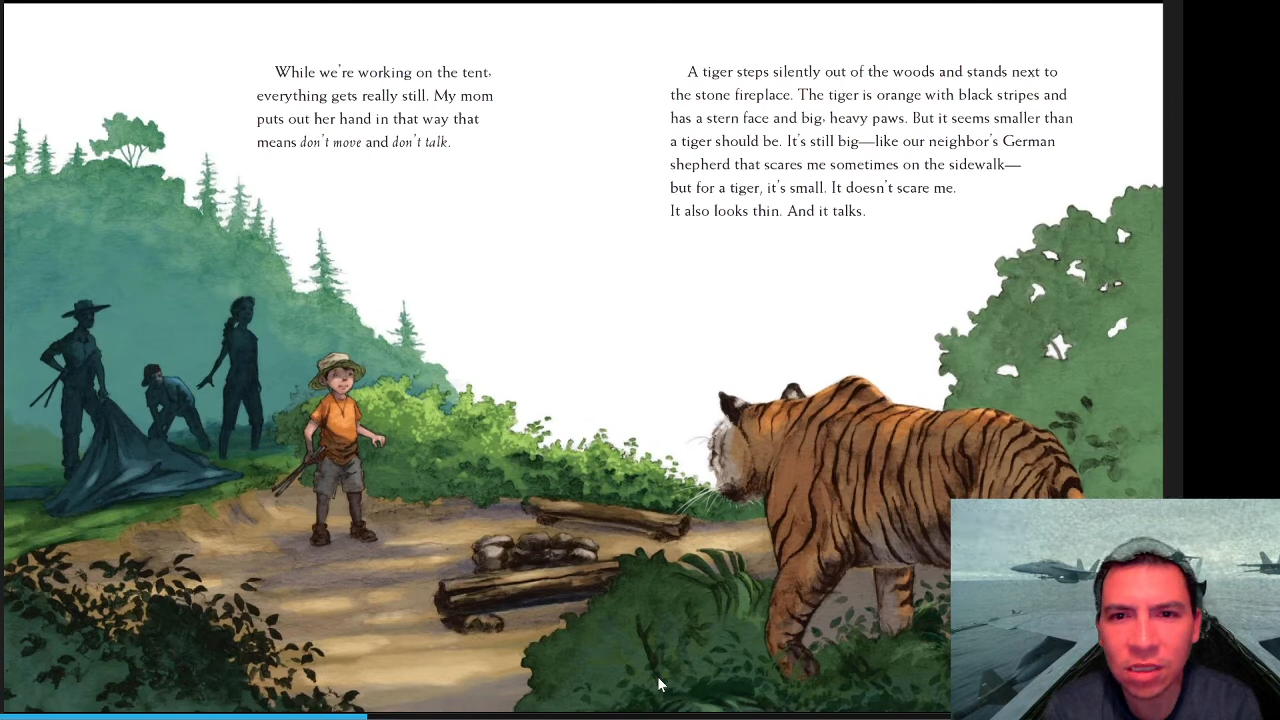 While we're working on the tent,
everything gets really still. My mom
puts out her hand in that way that
means don't move and don't talk.
A tiger steps silently out of the woods and stands next to
the stone fireplace. The tiger is orange with black stripes and
has a stern face and big, heavy paws. But it seems smaller than
a tiger should be. It's still big—like our neighbor's German
shepherd that scares me sometimes on the sidewalk—
but for a tiger, it's small. It doesn't scare me.
It also looks thin. And it talks.